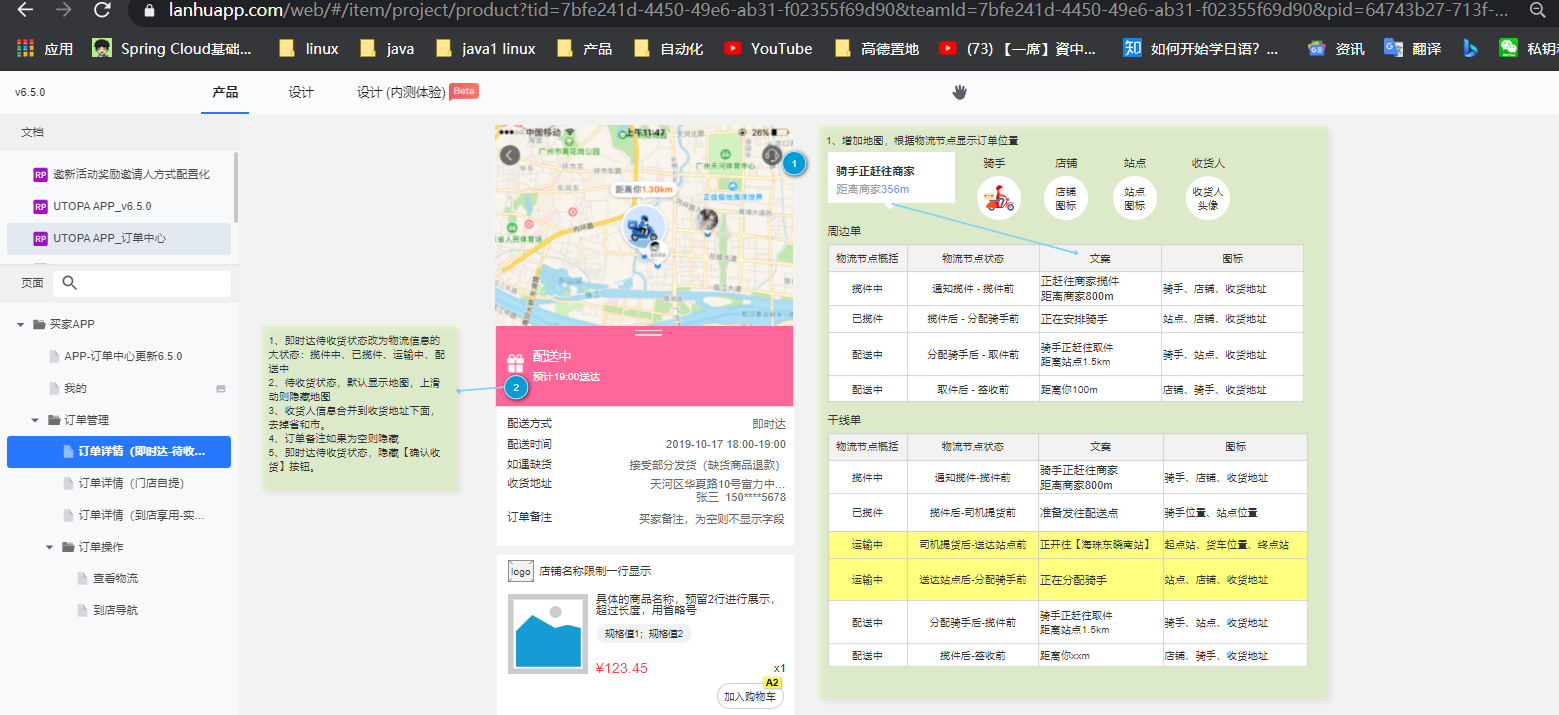 lanhuapp.com/web/#/item/project/product?tid=7bfe241d-4450-49e6-ab31-f02355f69d90&teamId=7bfe241d-4450-49e6-ab31-f02355f69d90&pid=64743b27-713f-...
应用 Spring Cloud基础... linux java java1 linux 产品 自动化 YouTube 高德置地 (73) 【一席】資中... 知 如何开始学日语？... 资讯 翻译 私钥
v6.5.0 产品 设计 设计 (内测体验) Beta
文档
RP 邀新活动奖励邀请人方式配置化
RP UTOPA APP_v6.5.0
RP UTOPA APP_订单中心
页面
买家APP
APP-订单中心更新6.5.0
我的
订单管理
订单详情（即时达-待收...
订单详情（门店自提）
订单详情（到店享用-实...
订单操作
查看物流
到店导航
1、即时达待收货状态改为物流信息的
大状态：揽件中、已揽件、运输中、配
送中
2、待收货状态，默认显示地图，上滑
动则隐藏地图
3、收货人信息合并到收货地址下面，
去掉省和市。
4、订单备注如果为空则隐藏
5、即时达待收货状态，隐藏【确认收
货】按钮。
中国移动 上午11:47 26%
广州市黄花岗公园
广州天河体育中心
距离你1.30km
正佳极地海洋世界
1
配送中
预计19:00送达
2
配送方式 即时达
配送时间 2019-10-17 18:00-19:00
如遇缺货 接受部分发货（缺货商品退款）
收货地址 天河区华夏路10号富力中...
张三 150****5678
订单备注 买家备注，为空则不显示字段
logo 店铺名称限制一行显示
具体的商品名称，预留2行进行展示，
超过长度，用省略号
规格值1；规格值2
¥123.45 x1
A2
加入购物车
1、增加地图，根据物流节点显示订单位置
骑手正赶往商家
距离商家356m
骑手 店铺 站点 收货人
店铺
图标
站点
图标
收货人
头像
周边单
物流节点概括 物流节点状态 文案 图标
揽件中 通知揽件 - 揽件前 正赶往商家揽件
距离商家800m 骑手、店铺、收货地址
已揽件 揽件后 - 分配骑手前 正在安排骑手 站点、店铺、收货地址
配送中 分配骑手后 - 取件前 骑手正赶往取件
距离站点1.5km 骑手、站点、收货地址
配送中 取件后 - 签收前 距离你100m 店铺、骑手、收货地址
干线单
物流节点概括 物流节点状态 文案 图标
揽件中 通知揽件-揽件前 骑手正赶往商家
距离商家800m 骑手、店铺、收货地址
已揽件 揽件后-司机提货前 准备发往配送点 骑手位置、站点位置
运输中 司机提货后-送达站点前 正开往【海珠东晓南站】 起点站、货车位置、终点站
运输中 送达站点后-分配骑手前 正在分配骑手 站点、店铺、收货地址
配送中 分配骑手后-揽件前 骑手正赶往取件
距离站点1.5km 骑手、站点、收货地址
配送中 揽件后-签收前 距离你xxm 店铺、骑手、收货地址